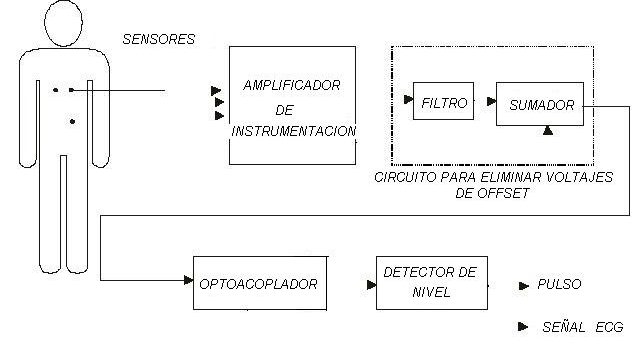 SENSORES
AMPLIFICADOR
DE
INSTRUMENTACION
FILTRO
SUMADOR
CIRCUITO PARA ELIMINAR VOLTAJES
DE OFFSET
OPTOACOPLADOR
DETECTOR DE
NIVEL
PULSO
SEÑAL ECG